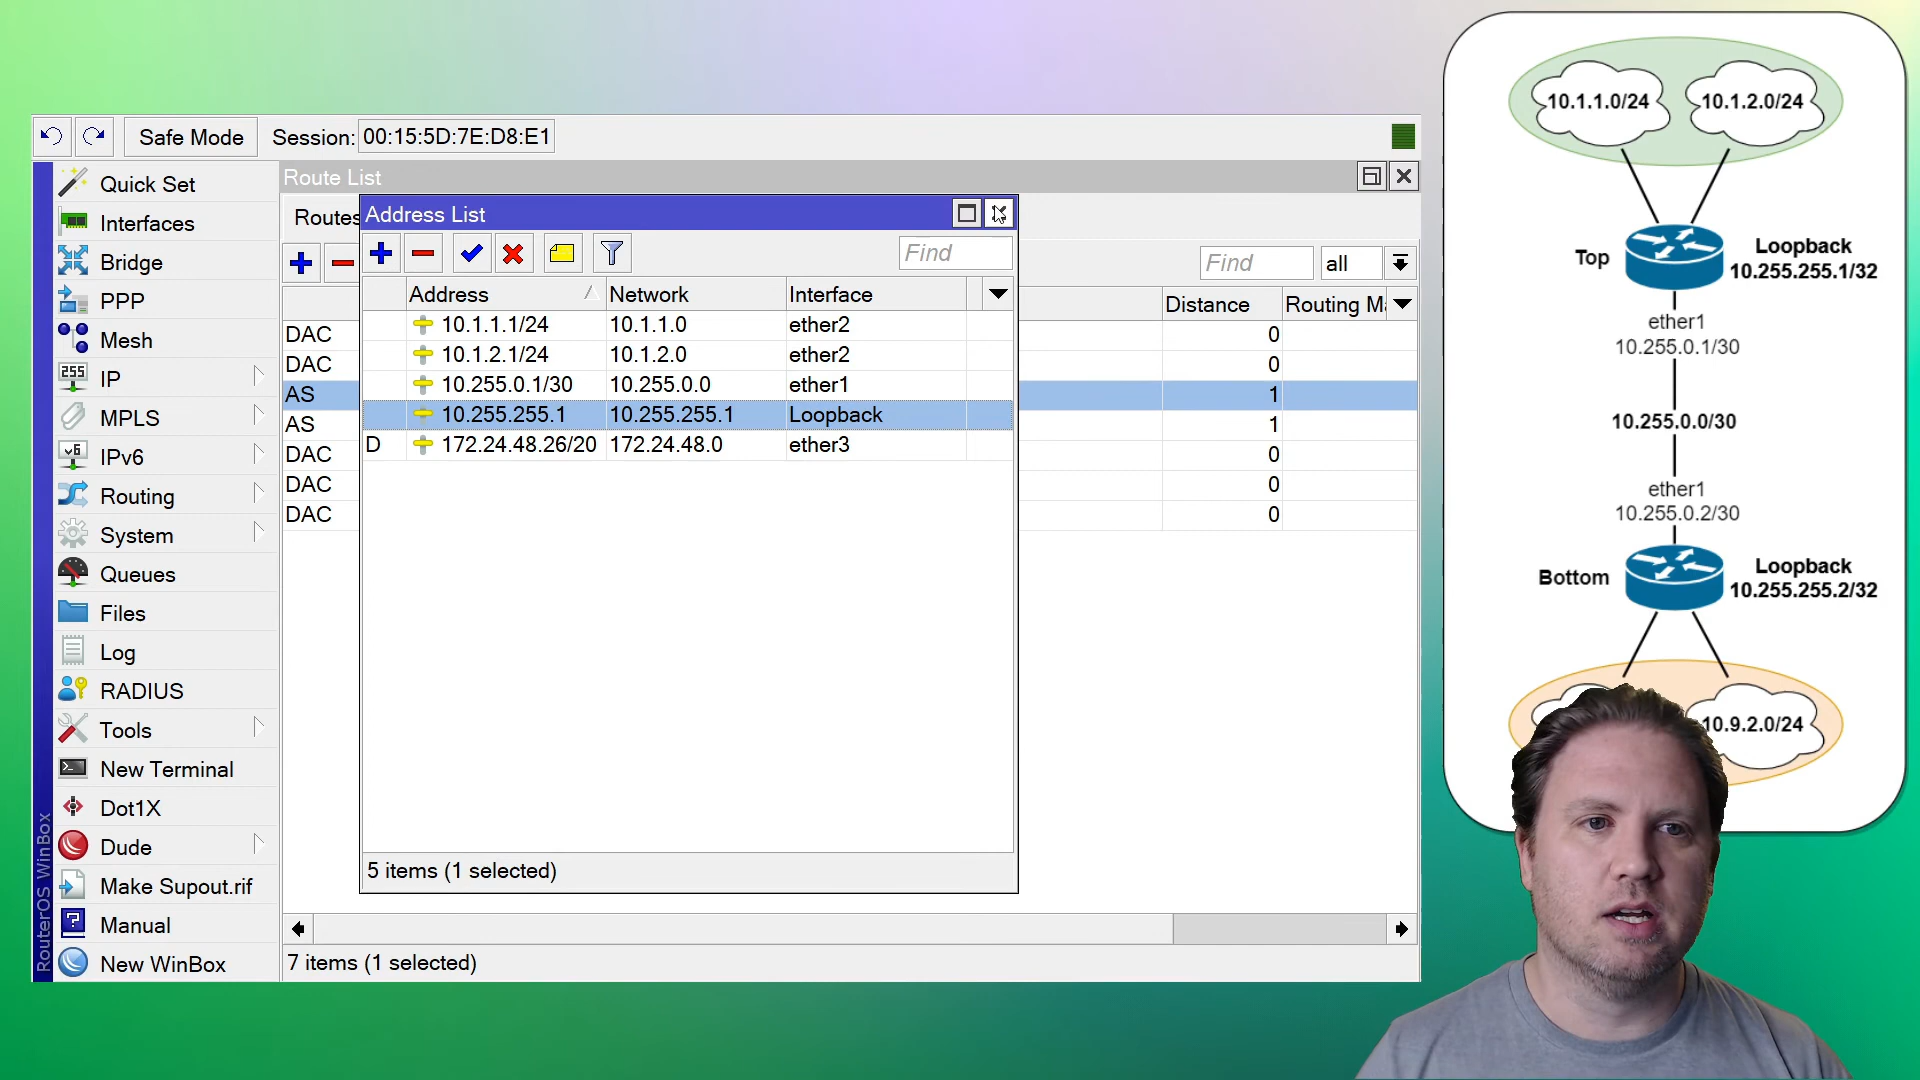 Safe Mode
Session: 00:15:5D:7E:D8:E1
Quick Set
Interfaces
Bridge
PPP
Mesh
255
IP
MPLS
v6
IPv6
Routing
System
Queues
Files
Log
RADIUS
Tools
New Terminal
Dot1X
Dude
Make Supout.rif
Manual
New WinBox
RouterOS WinBox
Route List
Routes
Find
all
Distance
Routing Ma
DAC 0
DAC 0
AS 1
AS 1
DAC 0
DAC 0
DAC 0
7 items (1 selected)
Address List
Find
Address Network Interface
10.1.1.1/24 10.1.1.0 ether2
10.1.2.1/24 10.1.2.0 ether2
10.255.0.1/30 10.255.0.0 ether1
10.255.255.1 10.255.255.1 Loopback
D 172.24.48.26/20 172.24.48.0 ether3
5 items (1 selected)
10.1.1.0/24 10.1.2.0/24
Top
Loopback
10.255.255.1/32
ether1
10.255.0.1/30
10.255.0.0/30
ether1
10.255.0.2/30
Bottom
Loopback
10.255.255.2/32
10.9.2.0/24